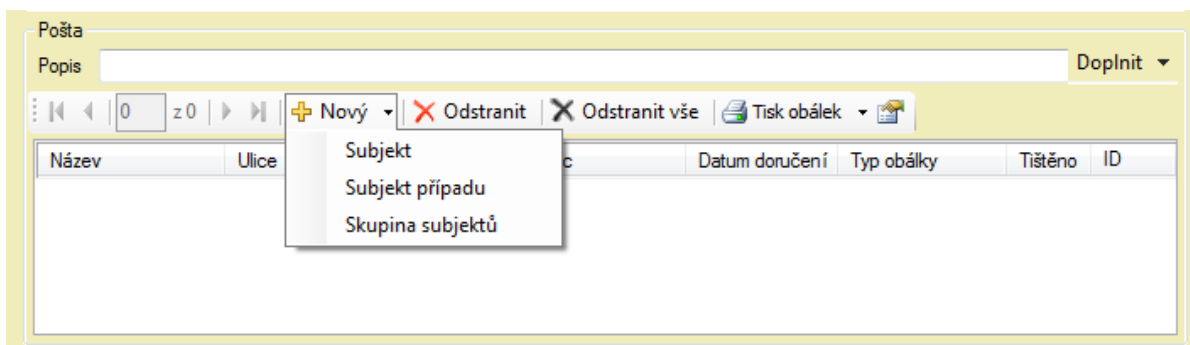 Pošta
Popis Doplnit
0 z 0 Nový Odstranit Odstranit vše Tisk obálek
Název Ulice c Datum doručení Typ obálky Tištěno ID
Subjekt
Subjekt případu
Skupina subjektů